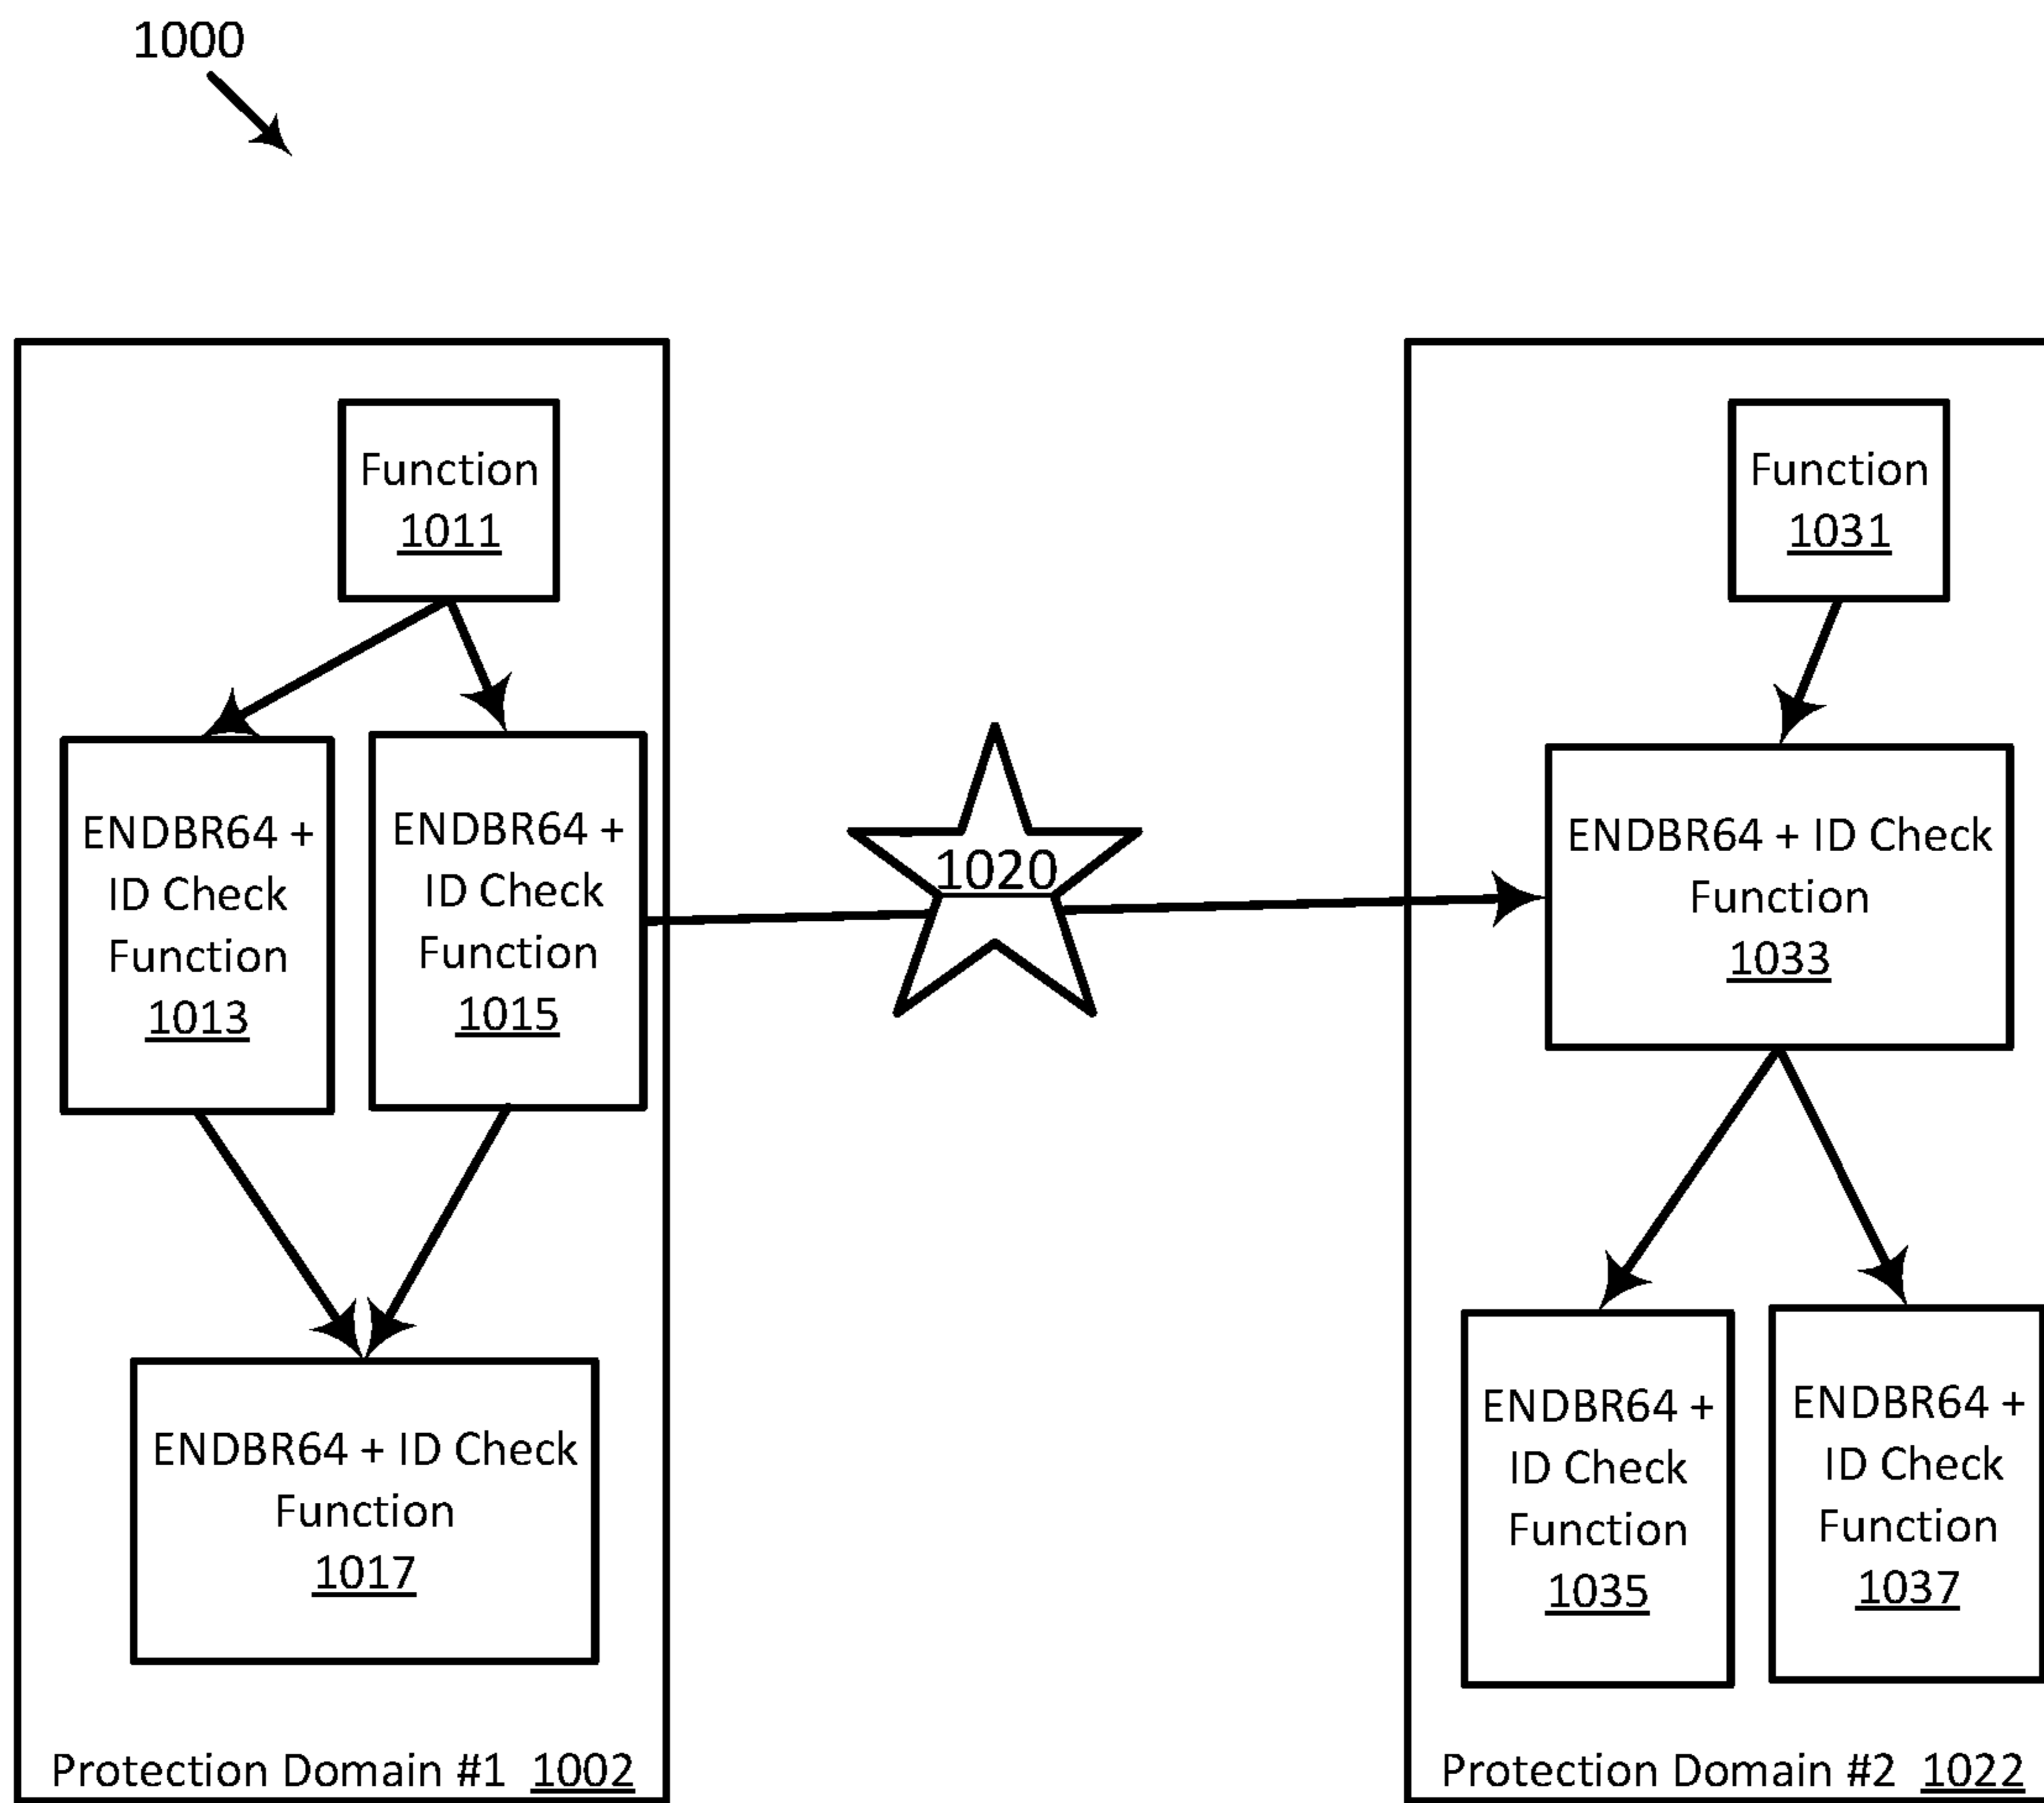 1000
Function
1011
ENDBR64 +
ID Check
Function
1013
ENDBR64 +
ID Check
Function
1015
ENDBR64 + ID Check
Function
1017
Protection Domain #1 1002
1020
Function
1031
ENDBR64 + ID Check
Function
1033
ENDBR64 +
ID Check
Function
1035
ENDBR64 +
ID Check
Function
1037
Protection Domain #2 1022